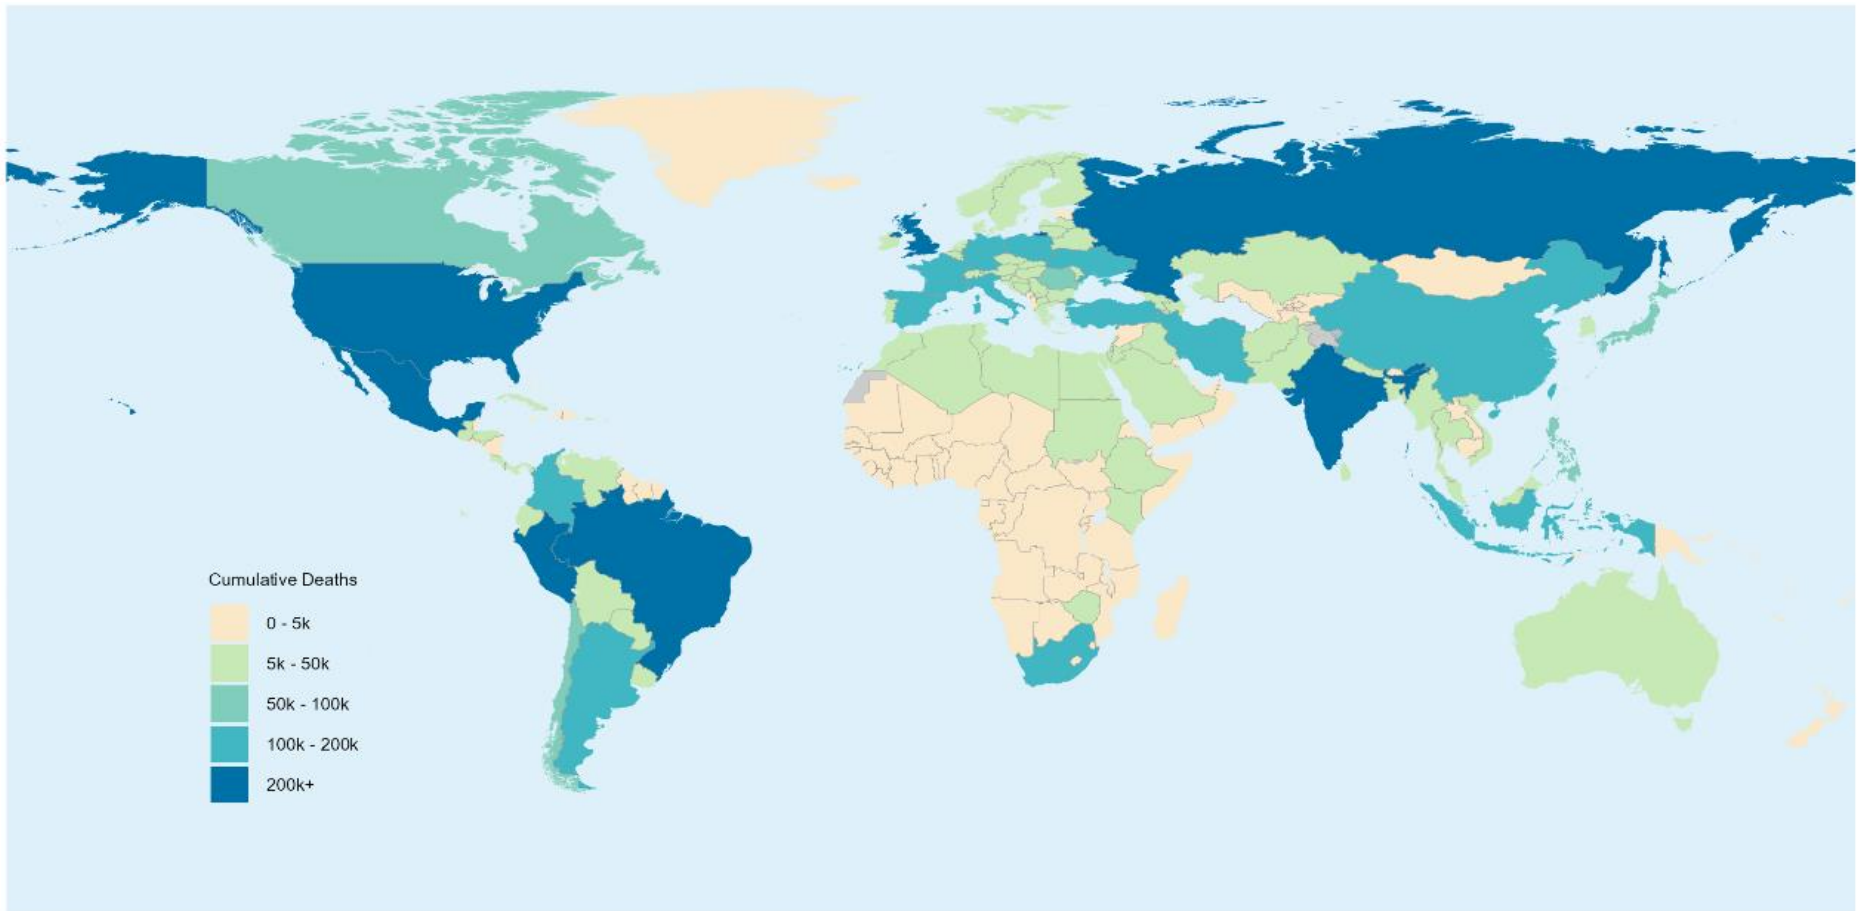 Cumulative Deaths
0 - 5k
5k - 50k
50k - 100k
100k - 200k
200k+